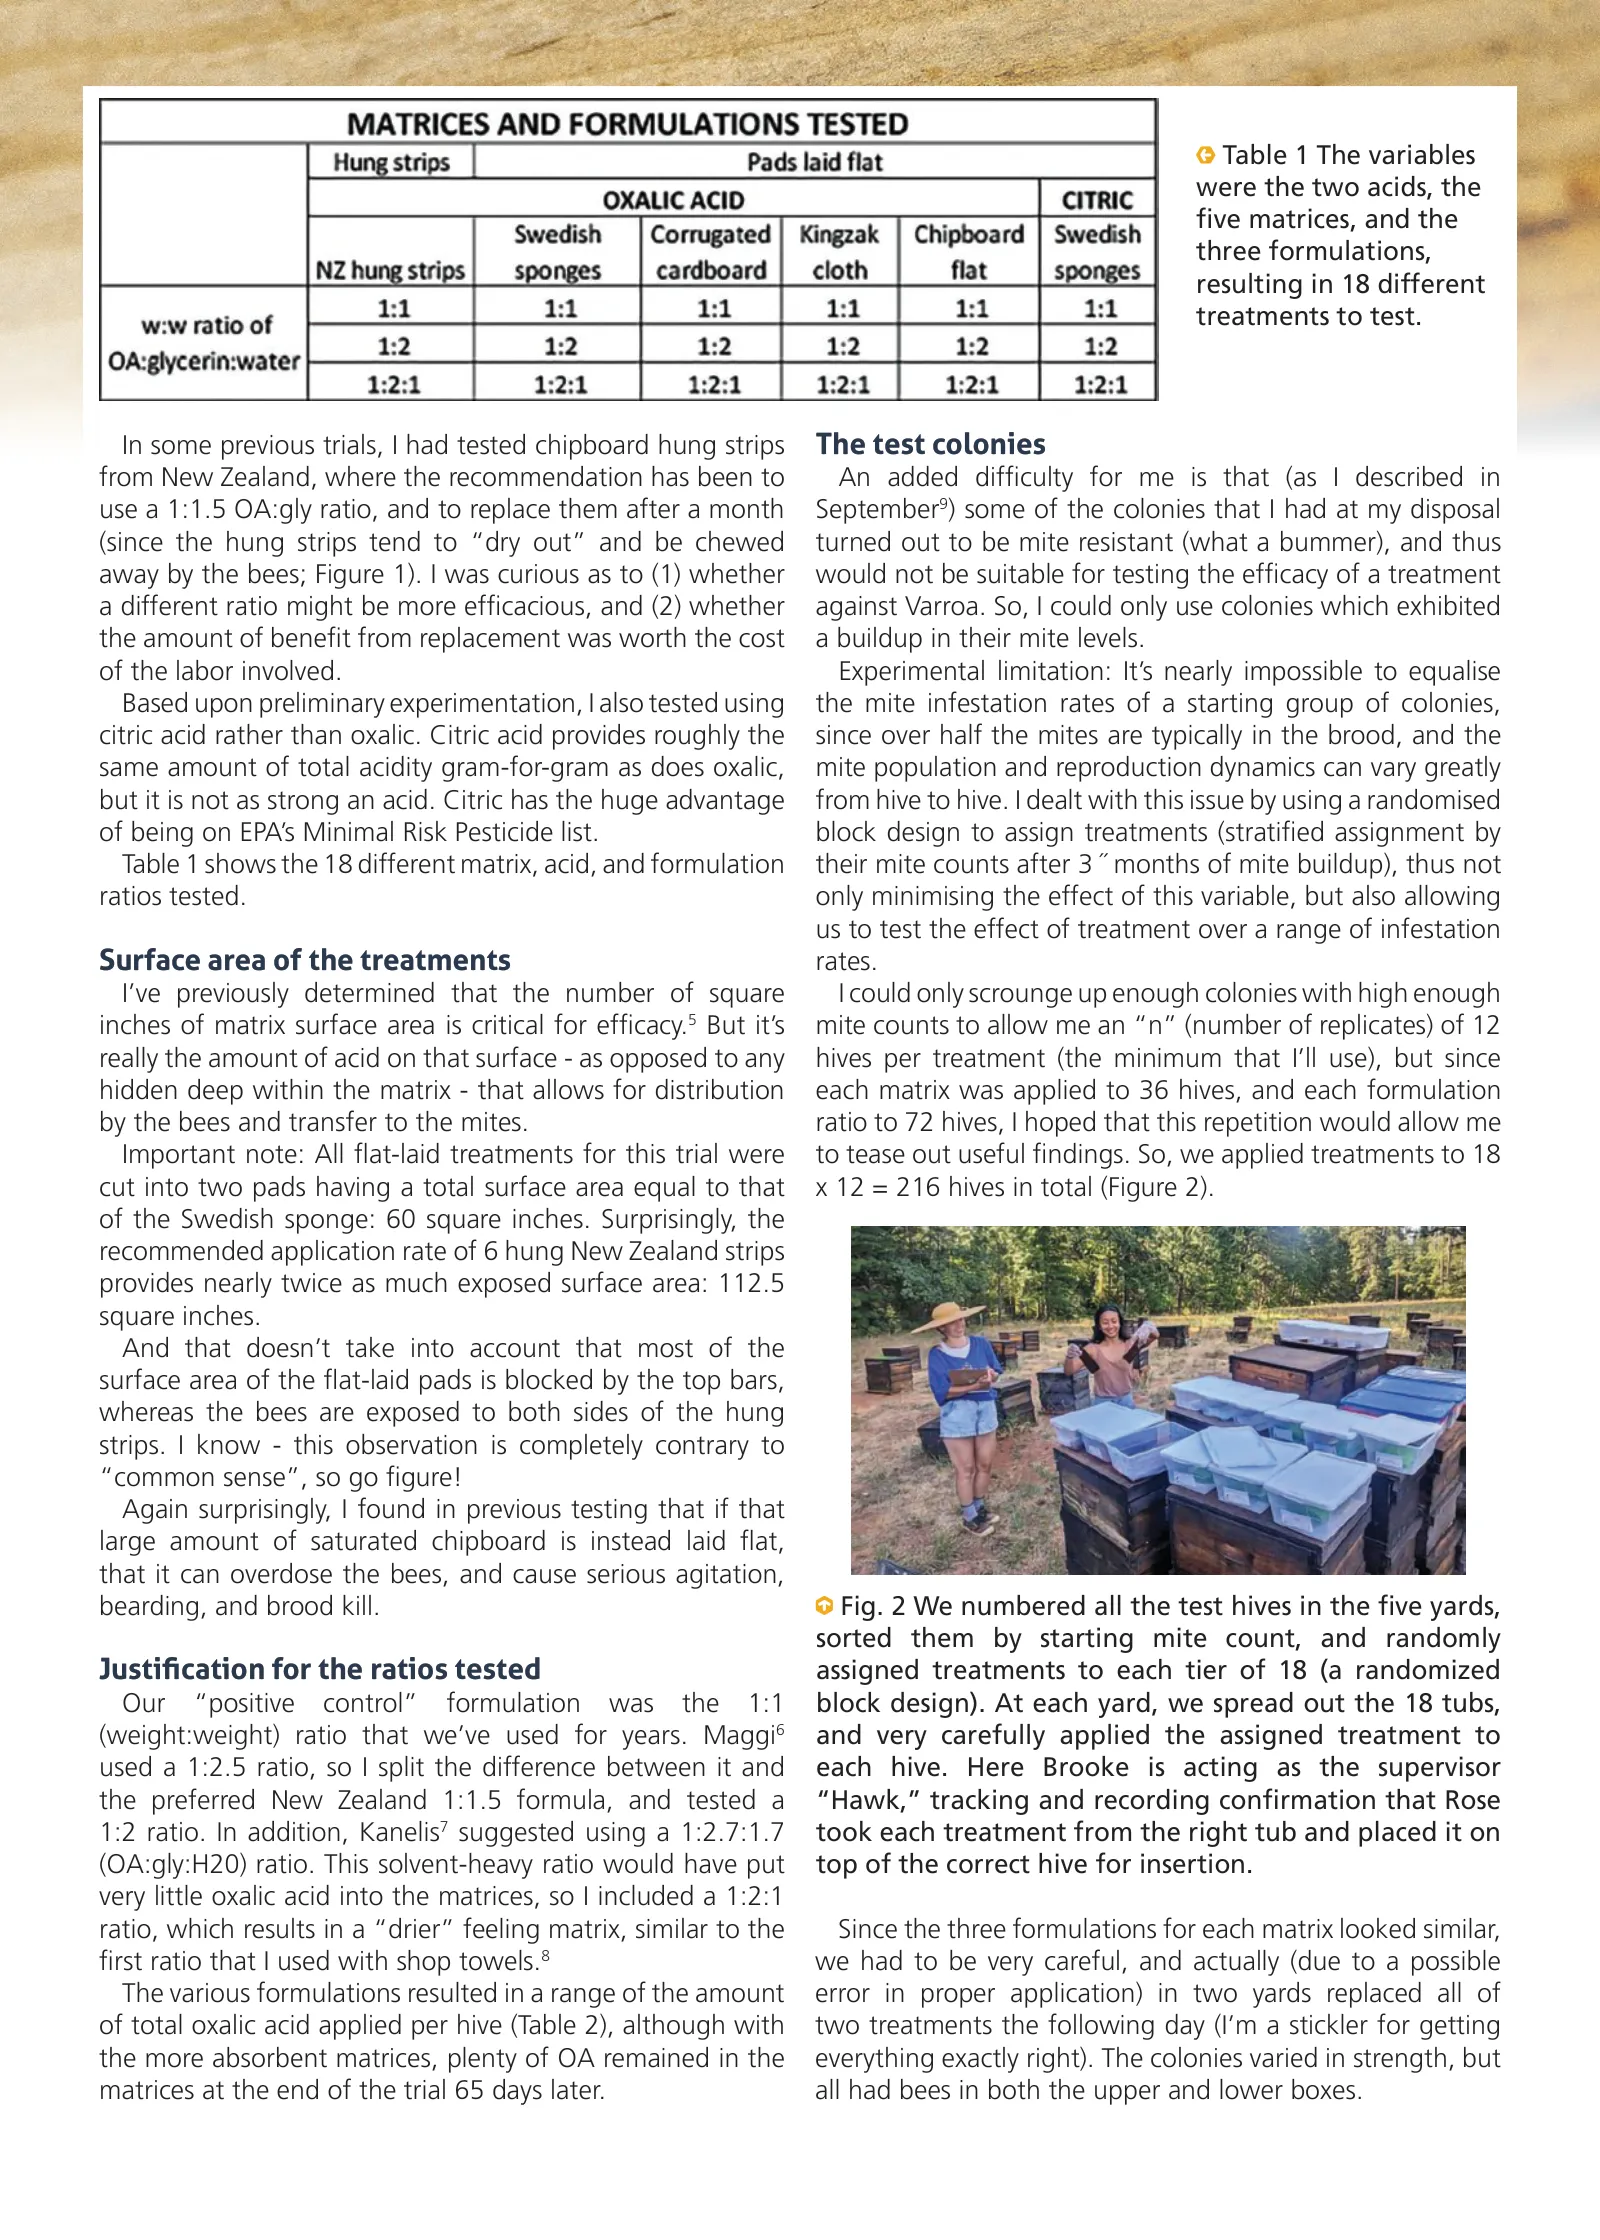 MATRICES AND FORMULATIONS TESTED
Hung strips Pads laid flat
OXALIC ACID CITRIC
NZ hung strips Swedish sponges Corrugated cardboard Kingzak cloth Chipboard flat Swedish sponges
w:w ratio of OA:glycerin:water
1:1 1:1 1:1 1:1 1:1 1:1
1:2 1:2 1:2 1:2 1:2 1:2
1:2:1 1:2:1 1:2:1 1:2:1 1:2:1 1:2:1
Table 1 The variables
were the two acids, the
five matrices, and the
three formulations,
resulting in 18 different
treatments to test.
In some previous trials, I had tested chipboard hung strips
from New Zealand, where the recommendation has been to
use a 1:1.5 OA:gly ratio, and to replace them after a month
(since the hung strips tend to “dry out” and be chewed
away by the bees; Figure 1). I was curious as to (1) whether
a different ratio might be more efficacious, and (2) whether
the amount of benefit from replacement was worth the cost
of the labor involved.
Based upon preliminary experimentation, I also tested using
citric acid rather than oxalic. Citric acid provides roughly the
same amount of total acidity gram-for-gram as does oxalic,
but it is not as strong an acid. Citric has the huge advantage
of being on EPA’s Minimal Risk Pesticide list.
Table 1 shows the 18 different matrix, acid, and formulation
ratios tested.
Surface area of the treatments
I’ve previously determined that the number of square
inches of matrix surface area is critical for efficacy.5 But it’s
really the amount of acid on that surface - as opposed to any
hidden deep within the matrix - that allows for distribution
by the bees and transfer to the mites.
Important note: All flat-laid treatments for this trial were
cut into two pads having a total surface area equal to that
of the Swedish sponge: 60 square inches. Surprisingly, the
recommended application rate of 6 hung New Zealand strips
provides nearly twice as much exposed surface area: 112.5
square inches.
And that doesn’t take into account that most of the
surface area of the flat-laid pads is blocked by the top bars,
whereas the bees are exposed to both sides of the hung
strips. I know - this observation is completely contrary to
“common sense”, so go figure!
Again surprisingly, I found in previous testing that if that
large amount of saturated chipboard is instead laid flat,
that it can overdose the bees, and cause serious agitation,
bearding, and brood kill.
Justification for the ratios tested
Our “positive control” formulation was the 1:1
(weight:weight) ratio that we’ve used for years. Maggi6
used a 1:2.5 ratio, so I split the difference between it and
the preferred New Zealand 1:1.5 formula, and tested a
1:2 ratio. In addition, Kanelis7 suggested using a 1:2.7:1.7
(OA:gly:H20) ratio. This solvent-heavy ratio would have put
very little oxalic acid into the matrices, so I included a 1:2:1
ratio, which results in a “drier” feeling matrix, similar to the
first ratio that I used with shop towels.8
The various formulations resulted in a range of the amount
of total oxalic acid applied per hive (Table 2), although with
the more absorbent matrices, plenty of OA remained in the
matrices at the end of the trial 65 days later.
The test colonies
An added difficulty for me is that (as I described in
September9) some of the colonies that I had at my disposal
turned out to be mite resistant (what a bummer), and thus
would not be suitable for testing the efficacy of a treatment
against Varroa. So, I could only use colonies which exhibited
a buildup in their mite levels.
Experimental limitation: It’s nearly impossible to equalise
the mite infestation rates of a starting group of colonies,
since over half the mites are typically in the brood, and the
mite population and reproduction dynamics can vary greatly
from hive to hive. I dealt with this issue by using a randomised
block design to assign treatments (stratified assignment by
their mite counts after 3 ˝ months of mite buildup), thus not
only minimising the effect of this variable, but also allowing
us to test the effect of treatment over a range of infestation
rates.
I could only scrounge up enough colonies with high enough
mite counts to allow me an “n” (number of replicates) of 12
hives per treatment (the minimum that I’ll use), but since
each matrix was applied to 36 hives, and each formulation
ratio to 72 hives, I hoped that this repetition would allow me
to tease out useful findings. So, we applied treatments to 18
x 12 = 216 hives in total (Figure 2).
Fig. 2 We numbered all the test hives in the five yards,
sorted them by starting mite count, and randomly
assigned treatments to each tier of 18 (a randomized
block design). At each yard, we spread out the 18 tubs,
and very carefully applied the assigned treatment to
each hive. Here Brooke is acting as the supervisor
“Hawk,” tracking and recording confirmation that Rose
took each treatment from the right tub and placed it on
top of the correct hive for insertion.
Since the three formulations for each matrix looked similar,
we had to be very careful, and actually (due to a possible
error in proper application) in two yards replaced all of
two treatments the following day (I’m a stickler for getting
everything exactly right). The colonies varied in strength, but
all had bees in both the upper and lower boxes.